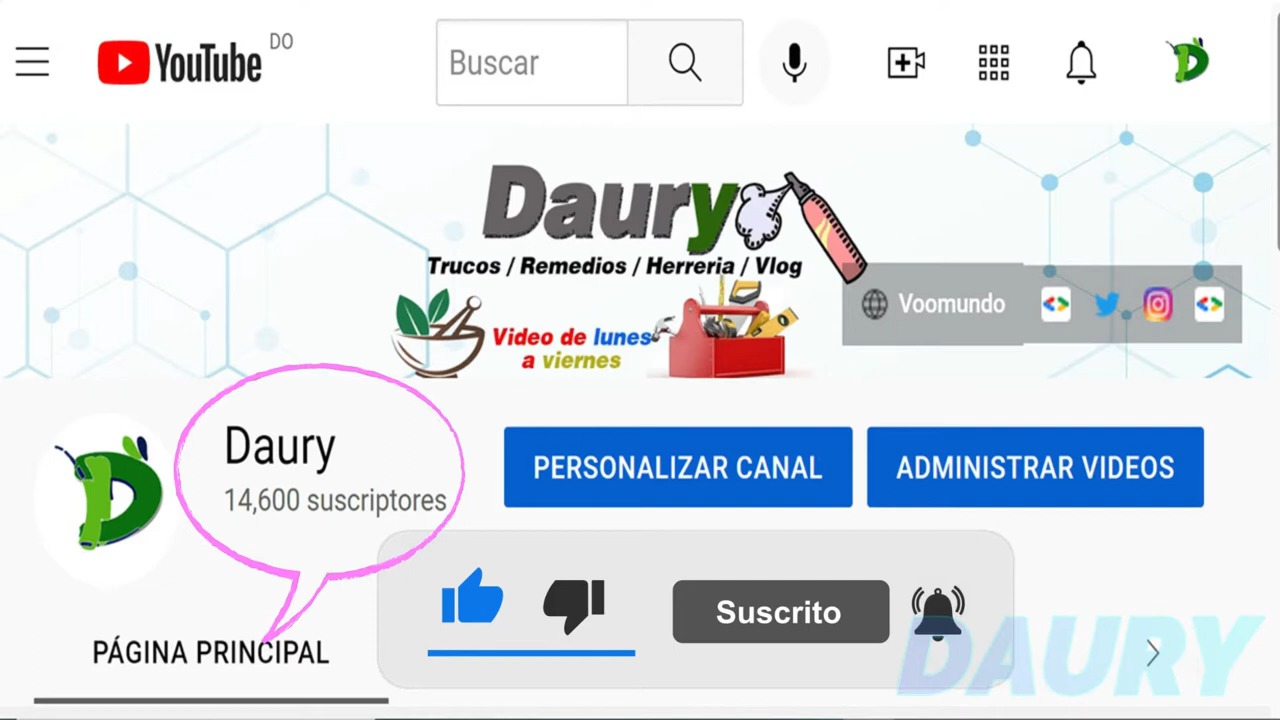 YouTube DO
Buscar
Daury
Trucos / Remedios / Herreria / Vlog
Voomundo
Video de lunes
a viernes
Daury
14,600 suscriptores
PERSONALIZAR CANAL
ADMINISTRAR VIDEOS
Suscrito
PÁGINA PRINCIPAL
DAURY